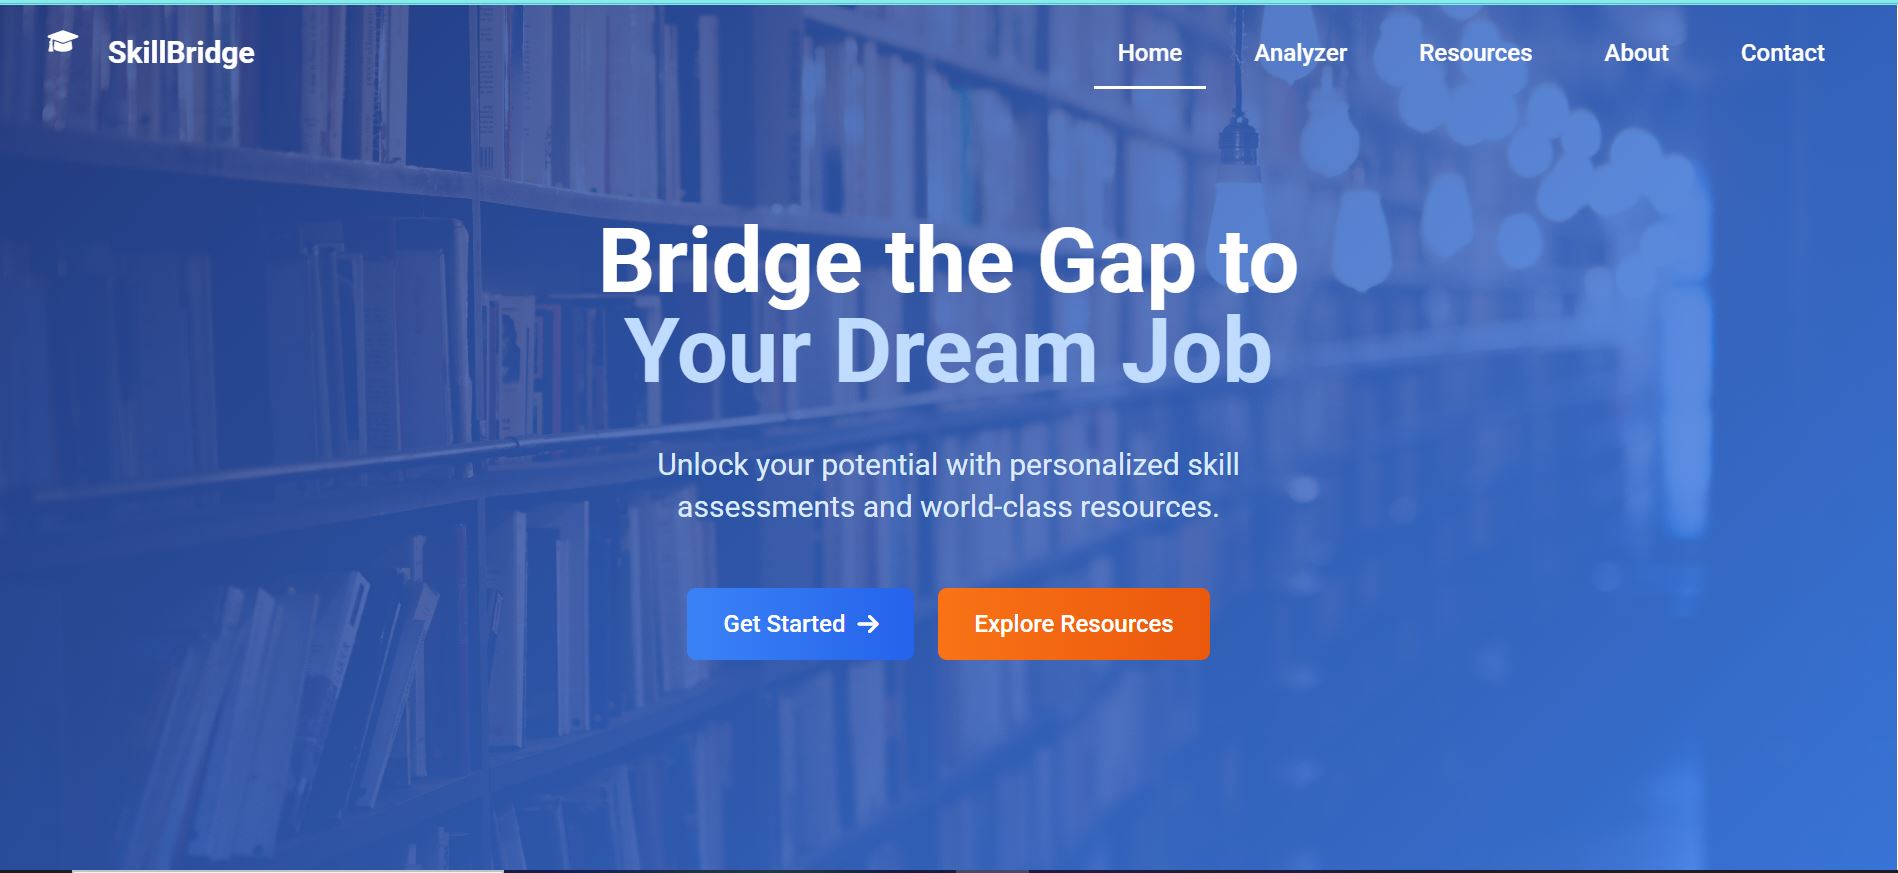 SkillBridge
Home Analyzer Resources About Contact
Bridge the Gap to
Your Dream Job
Unlock your potential with personalized skill
assessments and world-class resources.
Get Started →
Explore Resources